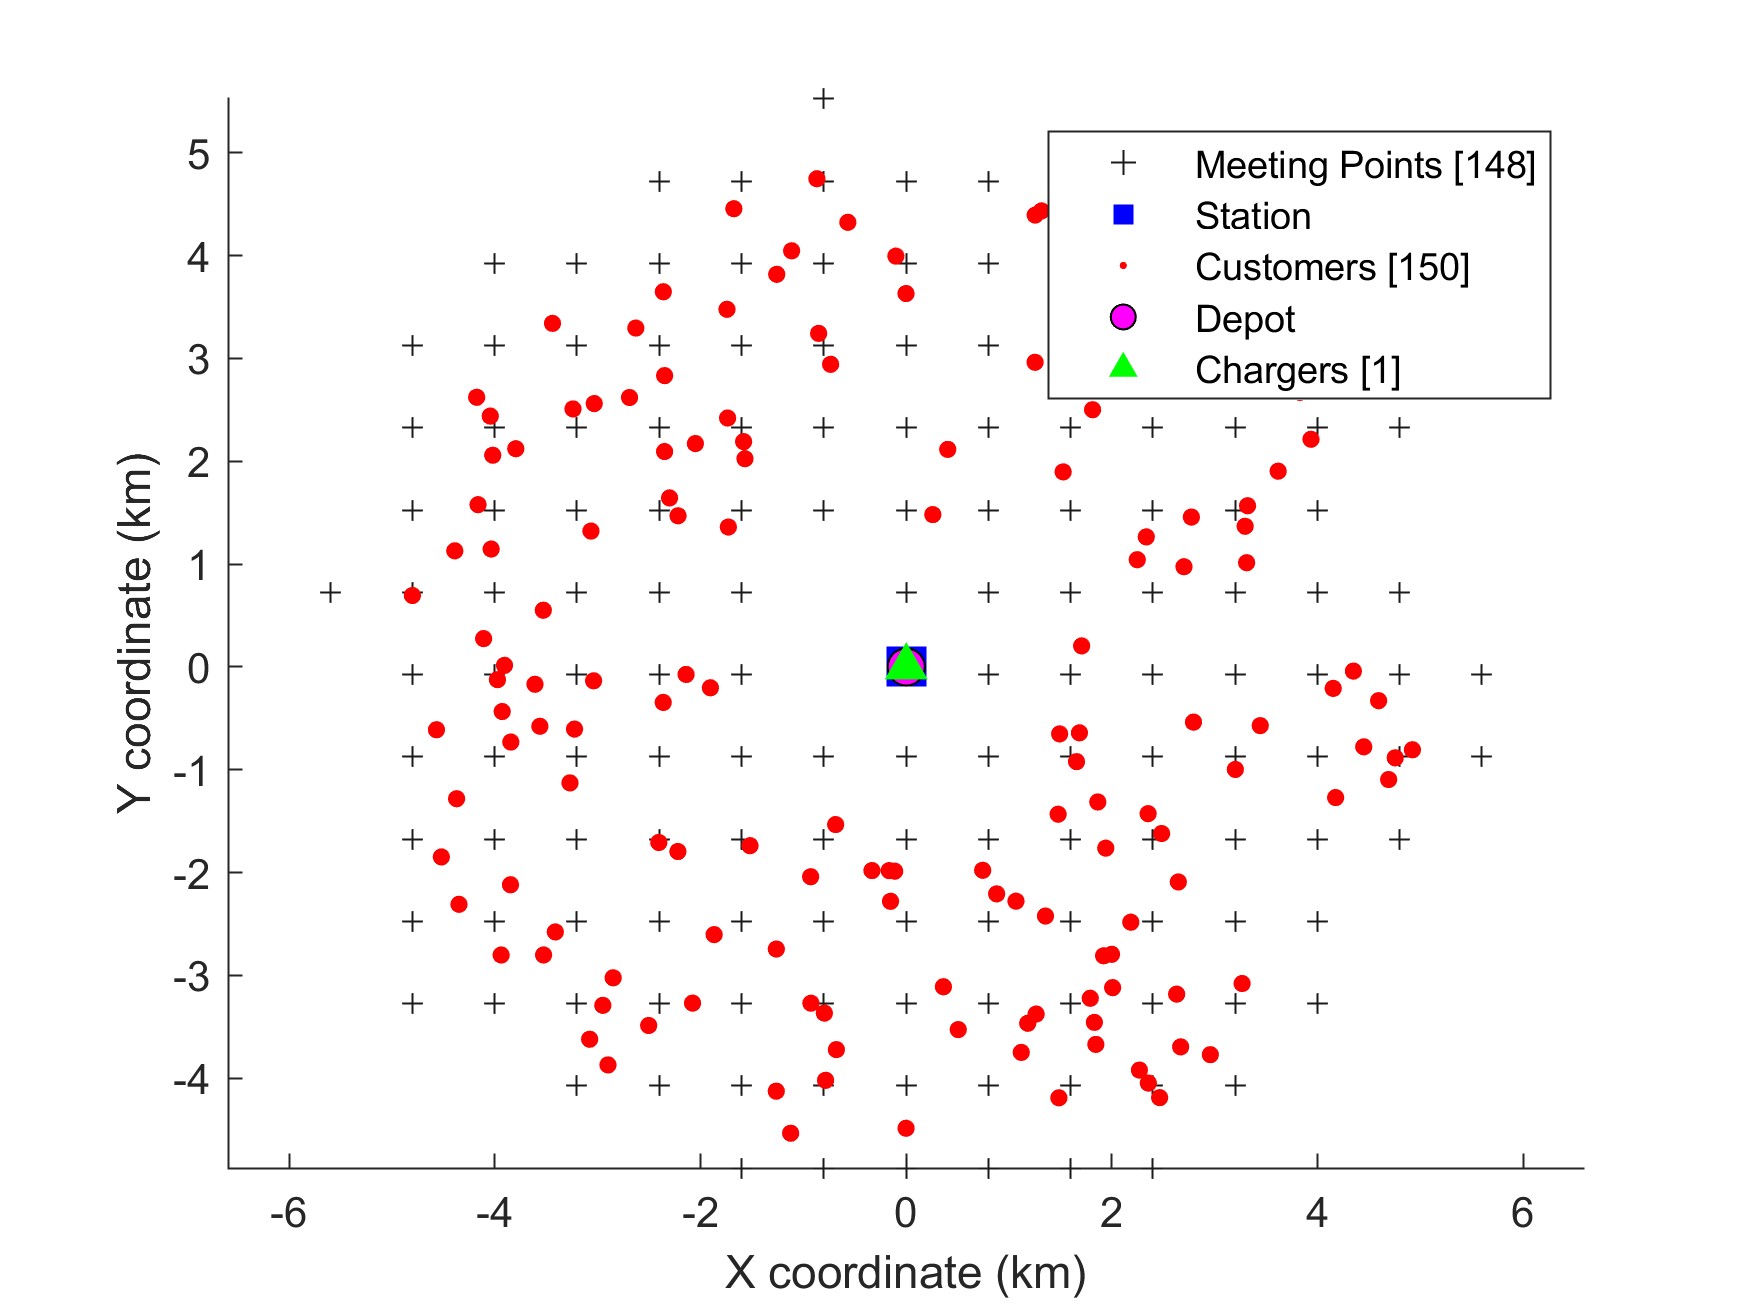 5
4
3
2
1
0
-1
-2
-3
-4
Y coordinate (km)
Meeting Points [148]
Station
Customers [150]
Depot
Chargers [1]
-6
-4
-2
0
2
4
6
X coordinate (km)